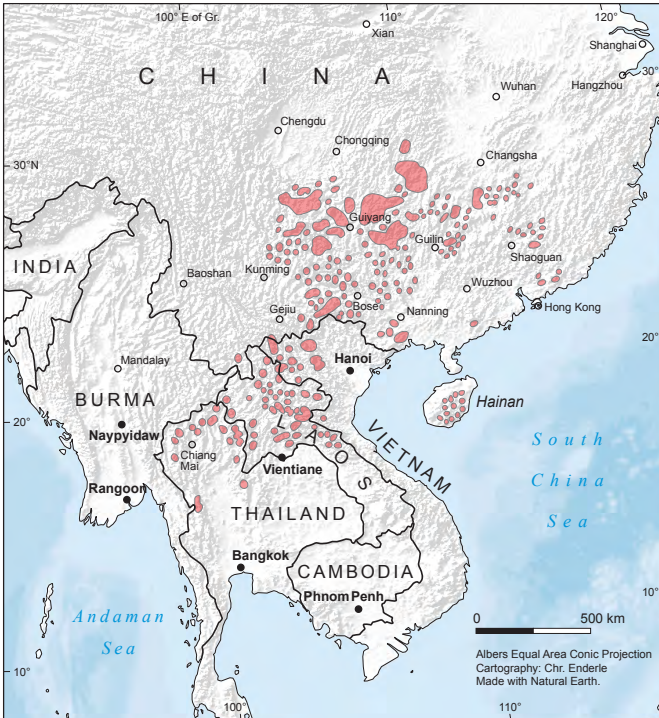 100° E of Gr.
110°
120°
Xian
Shanghai
CHINA
30°
Wuhan
Hangzhou
Chengdu
Chongqing
Changsha
30°N
Guiyang
Guilin
Shaoguan
INDIA
Baoshan
Kunming
Wuzhou
Gejiu
Bose
Nanning
Hong Kong
20°
Mandalay
Hanoi
BURMA
Hainan
20°
Naypyidaw
Chiang
Mai
LAOS
VIETNAM
South
China
Sea
Vientiane
Rangoon
THAILAND
Bangkok
CAMBODIA
Phnom Penh
10°
Andaman
Sea
0 500 km
Albers Equal Area Conic Projection
Cartography: Chr. Enderle
Made with Natural Earth.
10°
100°
110°